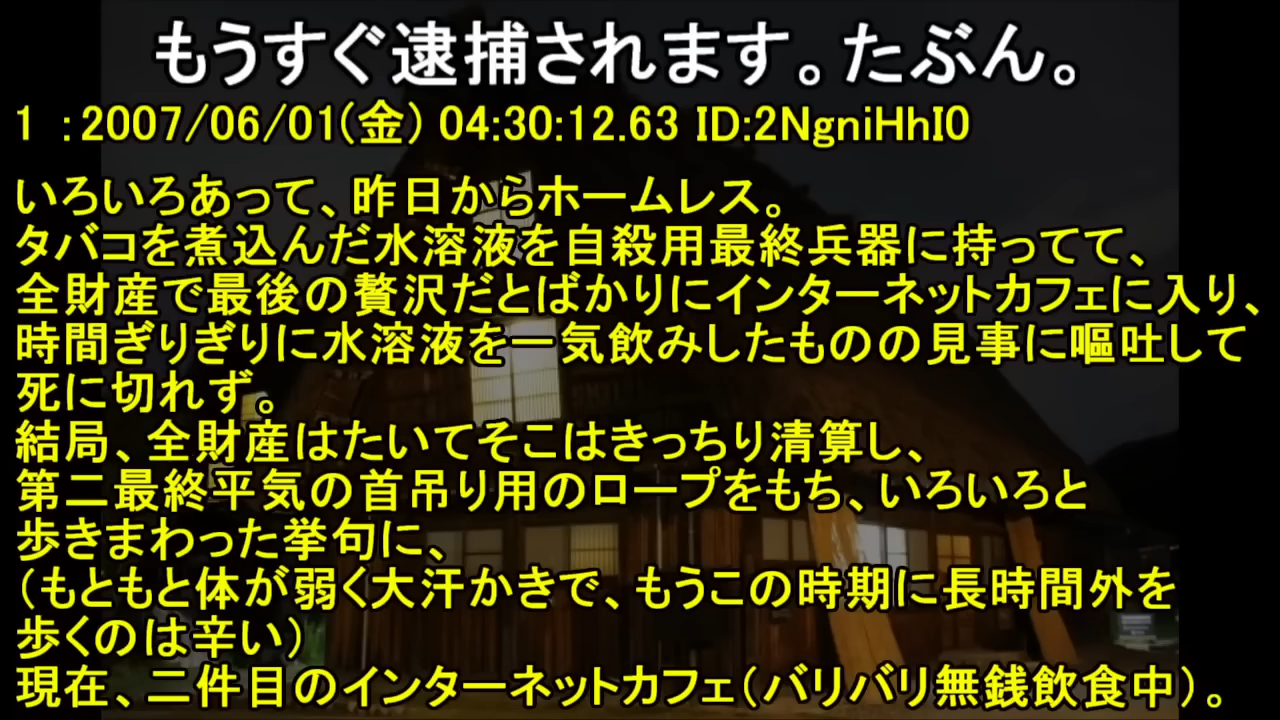 もうすぐ逮捕されます。たぶん。
1 ：2007/06/01(金) 04:30:12.63 ID:2NgniHhI0
いろいろあって、昨日からホームレス。
タバコを煮込んだ水溶液を自殺用最終兵器に持ってて、
全財産で最後の贅沢だとばかりにインターネットカフェに入り、
時間ぎりぎりに水溶液を一気飲みしたものの見事に嘔吐して
死に切れず。
結局、全財産はたいてそこはきっちり清算し、
第二最終平気の首吊り用のロープをもち、いろいろと
歩きまわった挙句に、
（もともと体が弱く大汗かきで、もうこの時期に長時間外を
歩くのは辛い）
現在、二件目のインターネットカフェ（バリバリ無銭飲食中）。